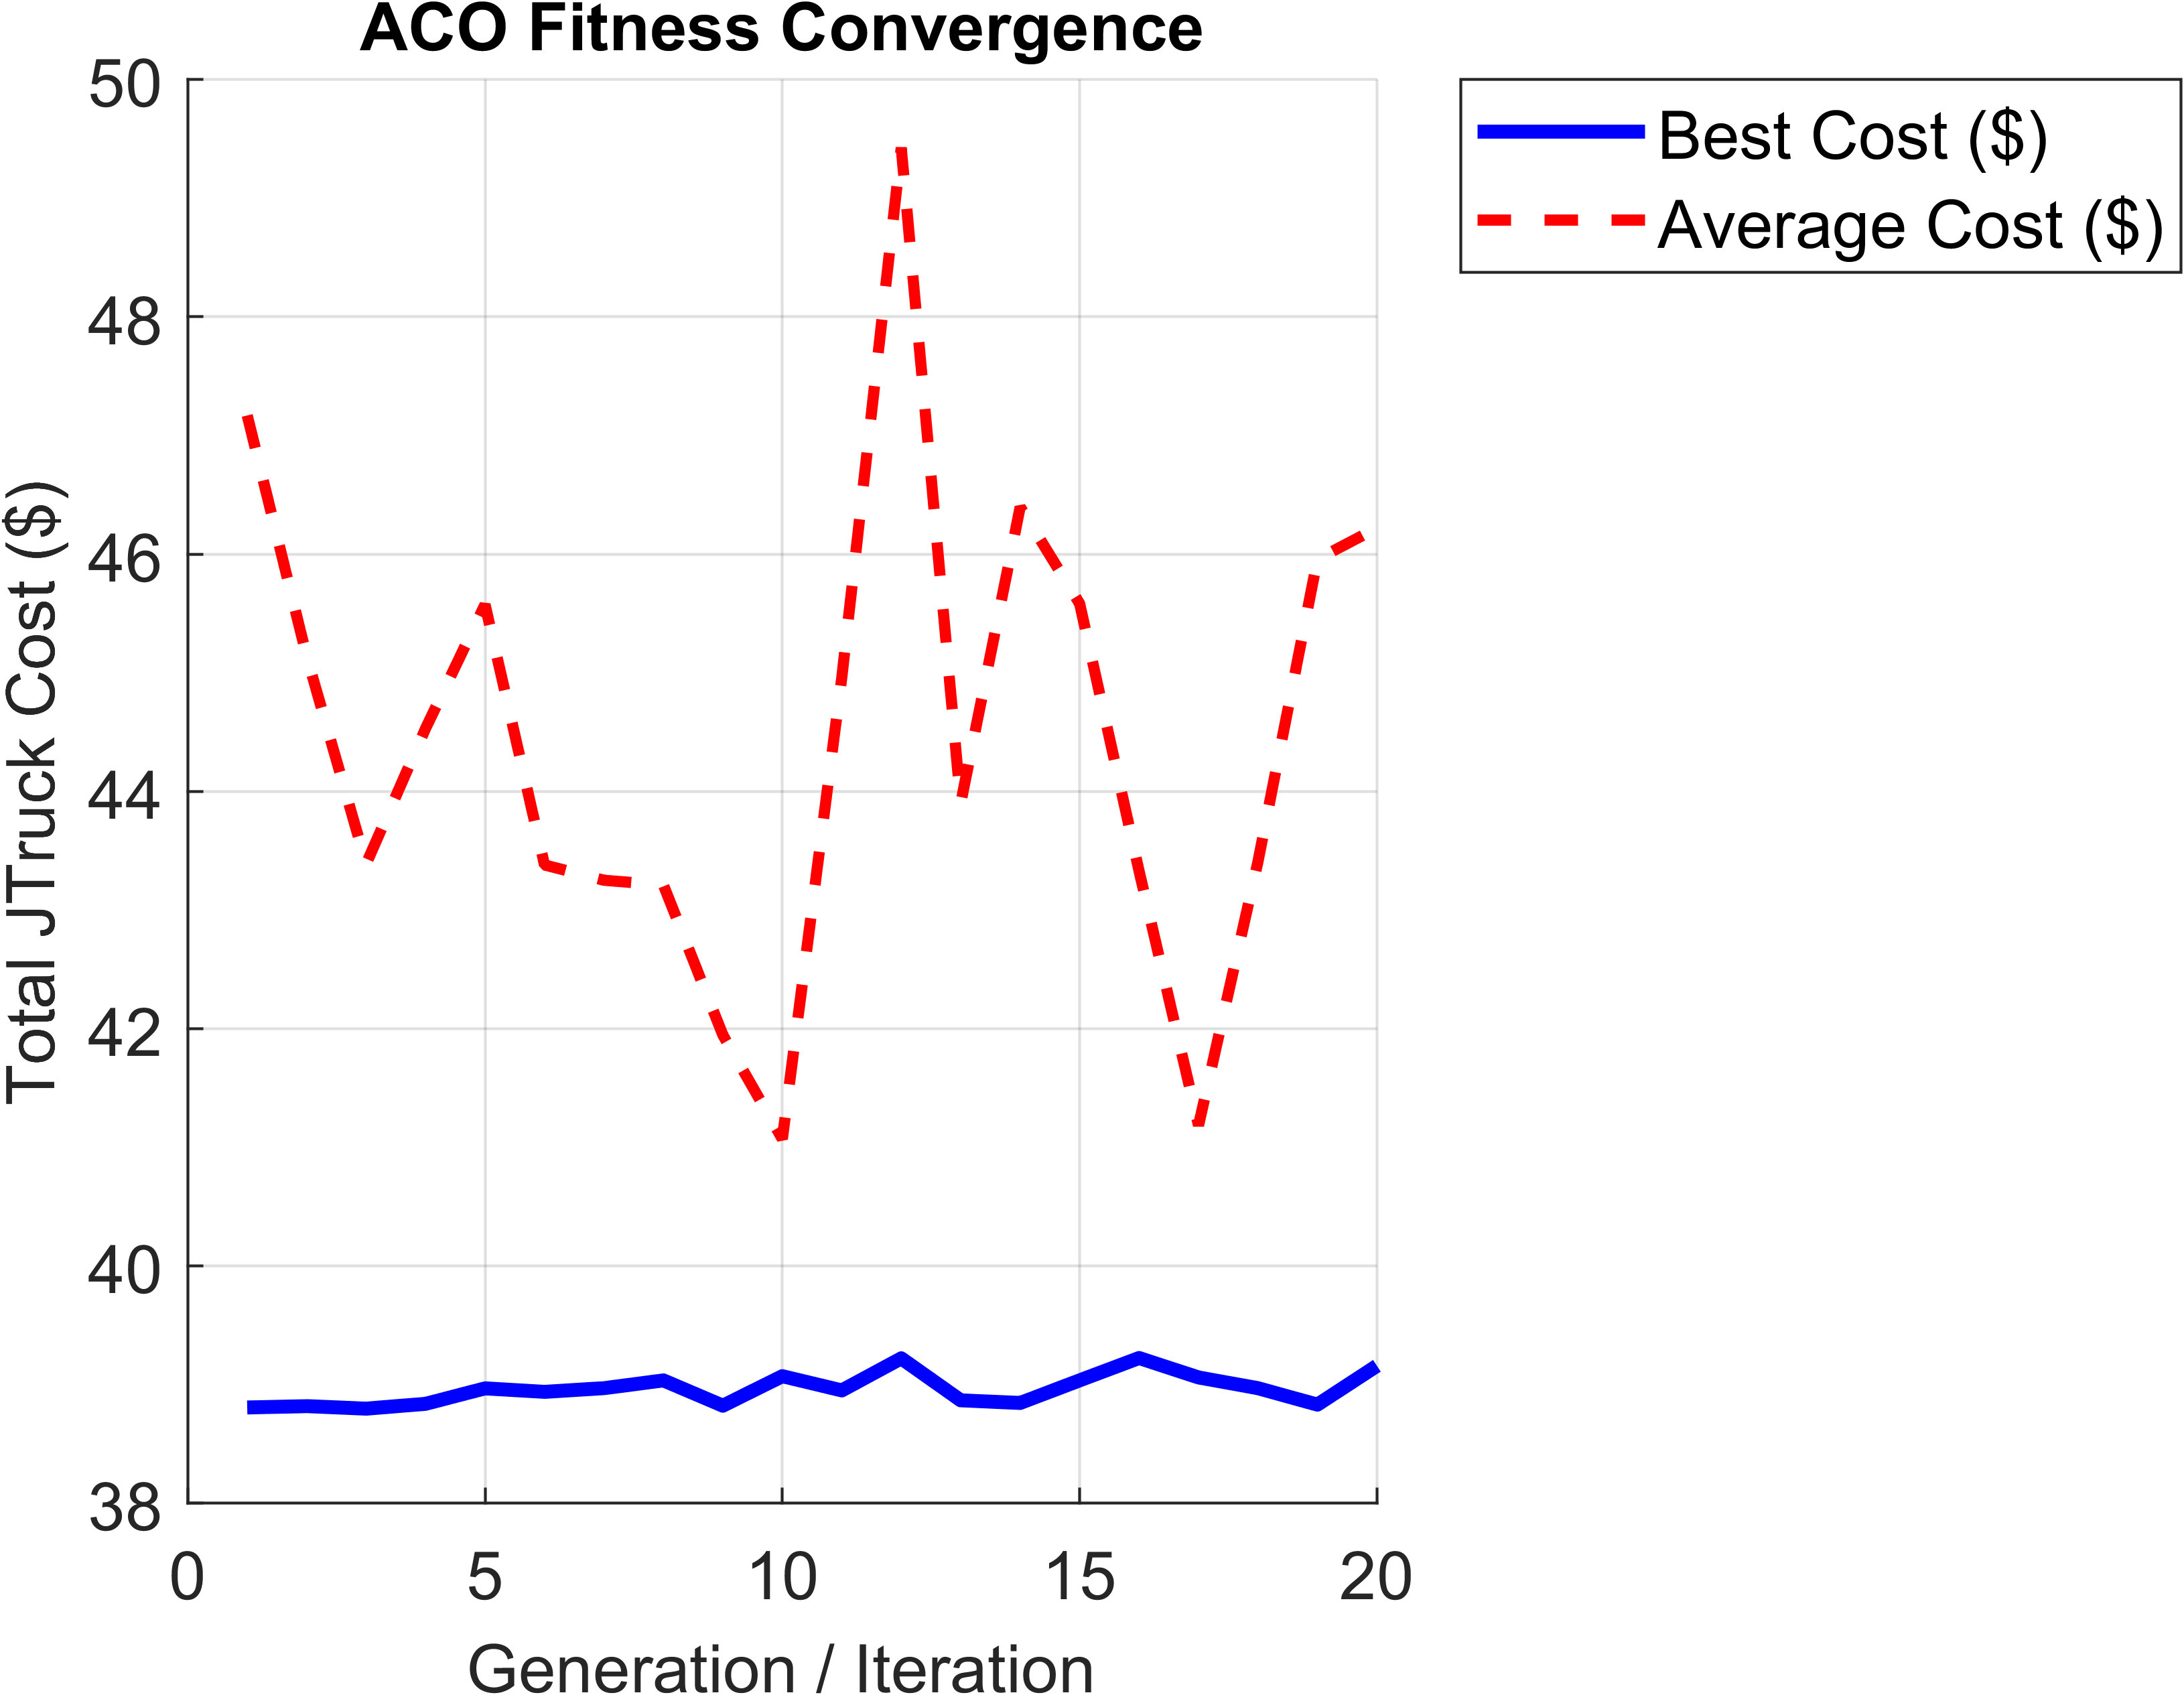 ACO Fitness Convergence
Best Cost ($)
Average Cost ($)
Total JTruck Cost ($)
50
48
46
44
42
40
38
0 5 10 15 20
Generation / Iteration